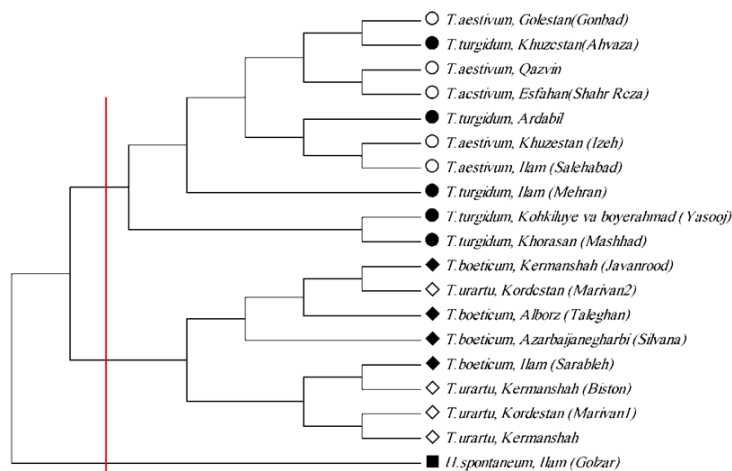 T.aestivum, Golestan(Gonbad)
T.turgidum, Khuzestan(Ahvaza)
T.aestivum, Qazvin
T.aestivum, Esfahan(Shahr Reza)
T.turgidum, Ardabil
T.aestivum, Khuzestan (Izeh)
T.aestivum, Ilam (Salehabad)
T.turgidum, Ilam (Mehran)
T.turgidum, Kohkiluye va boyerahmad (Yasooj)
T.turgidum, Khorasan (Mashhad)
T.boeticum, Kermanshah (Javanrood)
T.urartu, Kordestan (Marivan2)
T.boeticum, Alborz (Taleghan)
T.boeticum, Azarbaijanegharbi (Silvana)
T.boeticum, Ilam (Sarableh)
T.urartu, Kermanshah (Biston)
T.urartu, Kordestan (Marivan1)
T.urartu, Kermanshah
H.spontaneum, Ilam (Golzar)